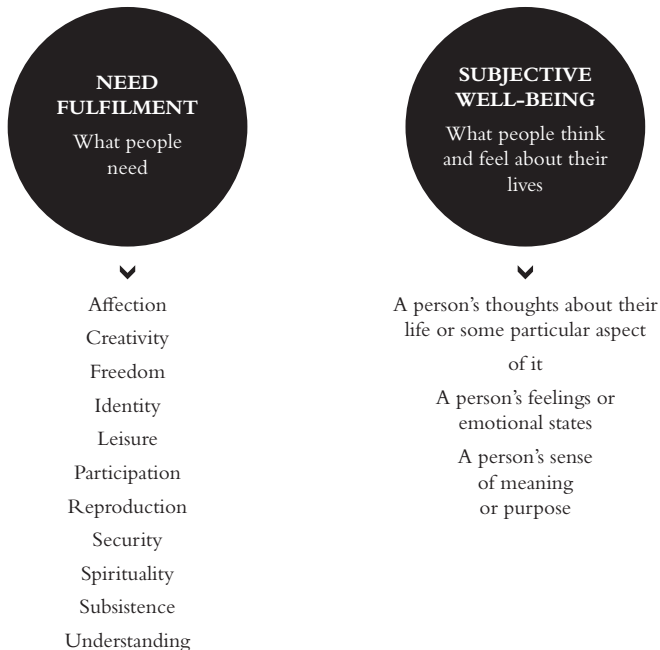 NEED
FULFILMENT
What people
need
Affection
Creativity
Freedom
Identity
Leisure
Participation
Reproduction
Security
Spirituality
Subsistence
Understanding
SUBJECTIVE
WELL-BEING
What people think
and feel about their
lives
A person’s thoughts about their
life or some particular aspect
of it
A person’s feelings or
emotional states
A person’s sense
of meaning
or purpose